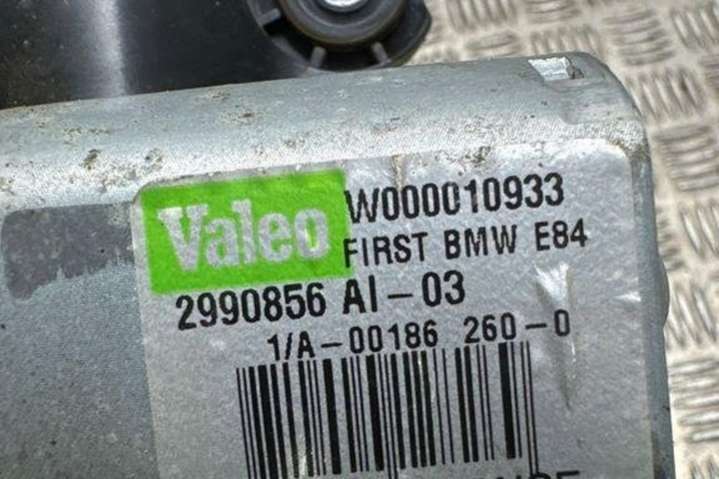 Valeo W000010933
FIRST BMW E84
2990856 AI-03
1/A-00186 260-0